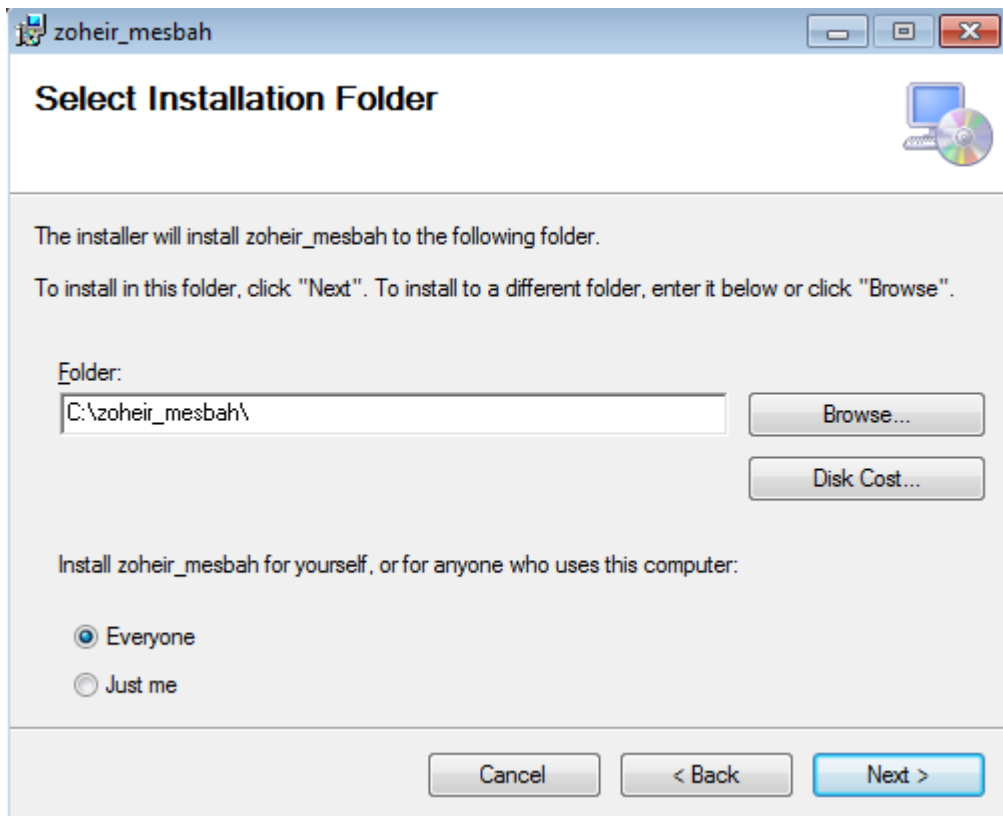 zoheir_mesbah
Select Installation Folder
The installer will install zoheir_mesbah to the following folder.
To install in this folder, click "Next". To install to a different folder, enter it below or click "Browse".
Folder:
C:\zoheir_mesbah\
Browse...
Disk Cost...
Install zoheir_mesbah for yourself, or for anyone who uses this computer:
Everyone
Just me
Cancel
< Back
Next >